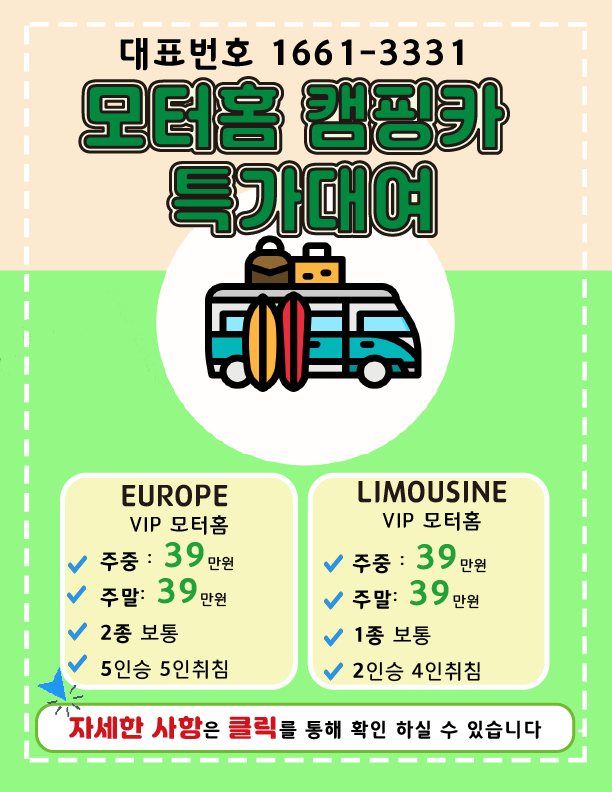 대표번호 1661-3331
모터홈 캠핑카
특가대여
EUROPE
VIP 모터홈
주중 : 39만원
주말: 39만원
2종 보통
5인승 5인취침
LIMOUSINE
VIP 모터홈
주중 : 39만원
주말: 39만원
1종 보통
2인승 4인취침
자세한 사항은 클릭를 통해 확인 하실 수 있습니다